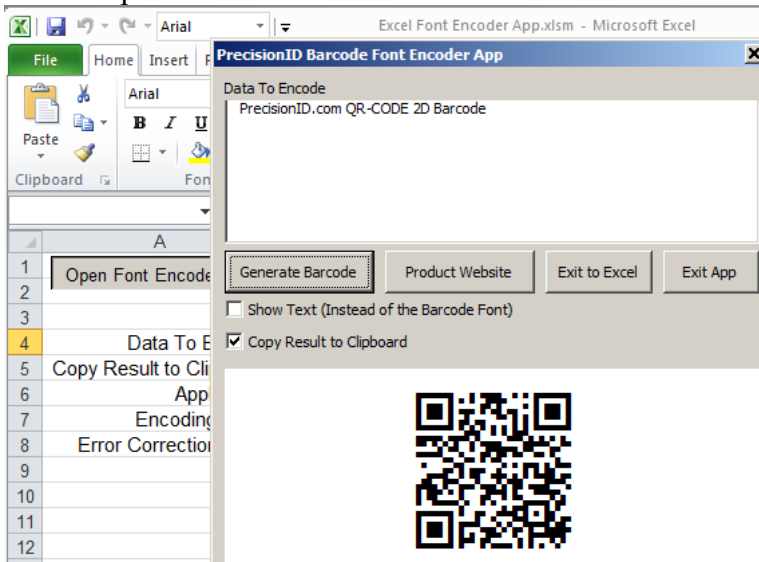 Arial
Excel Font Encoder App.xlsm - Microsoft Excel
File Home Insert
PrecisionID Barcode Font Encoder App
Paste
Arial
B I U
Clipboard
Data To Encode
PrecisionID.com QR-CODE 2D Barcode
A
Generate Barcode Product Website Exit to Excel Exit App
Show Text (Instead of the Barcode Font)
Copy Result to Clipboard
1 Open Font Encode
2
3
4 Data To E
5 Copy Result to Cli
6 App
7 Encoding
8 Error Correction
9
10
11
12